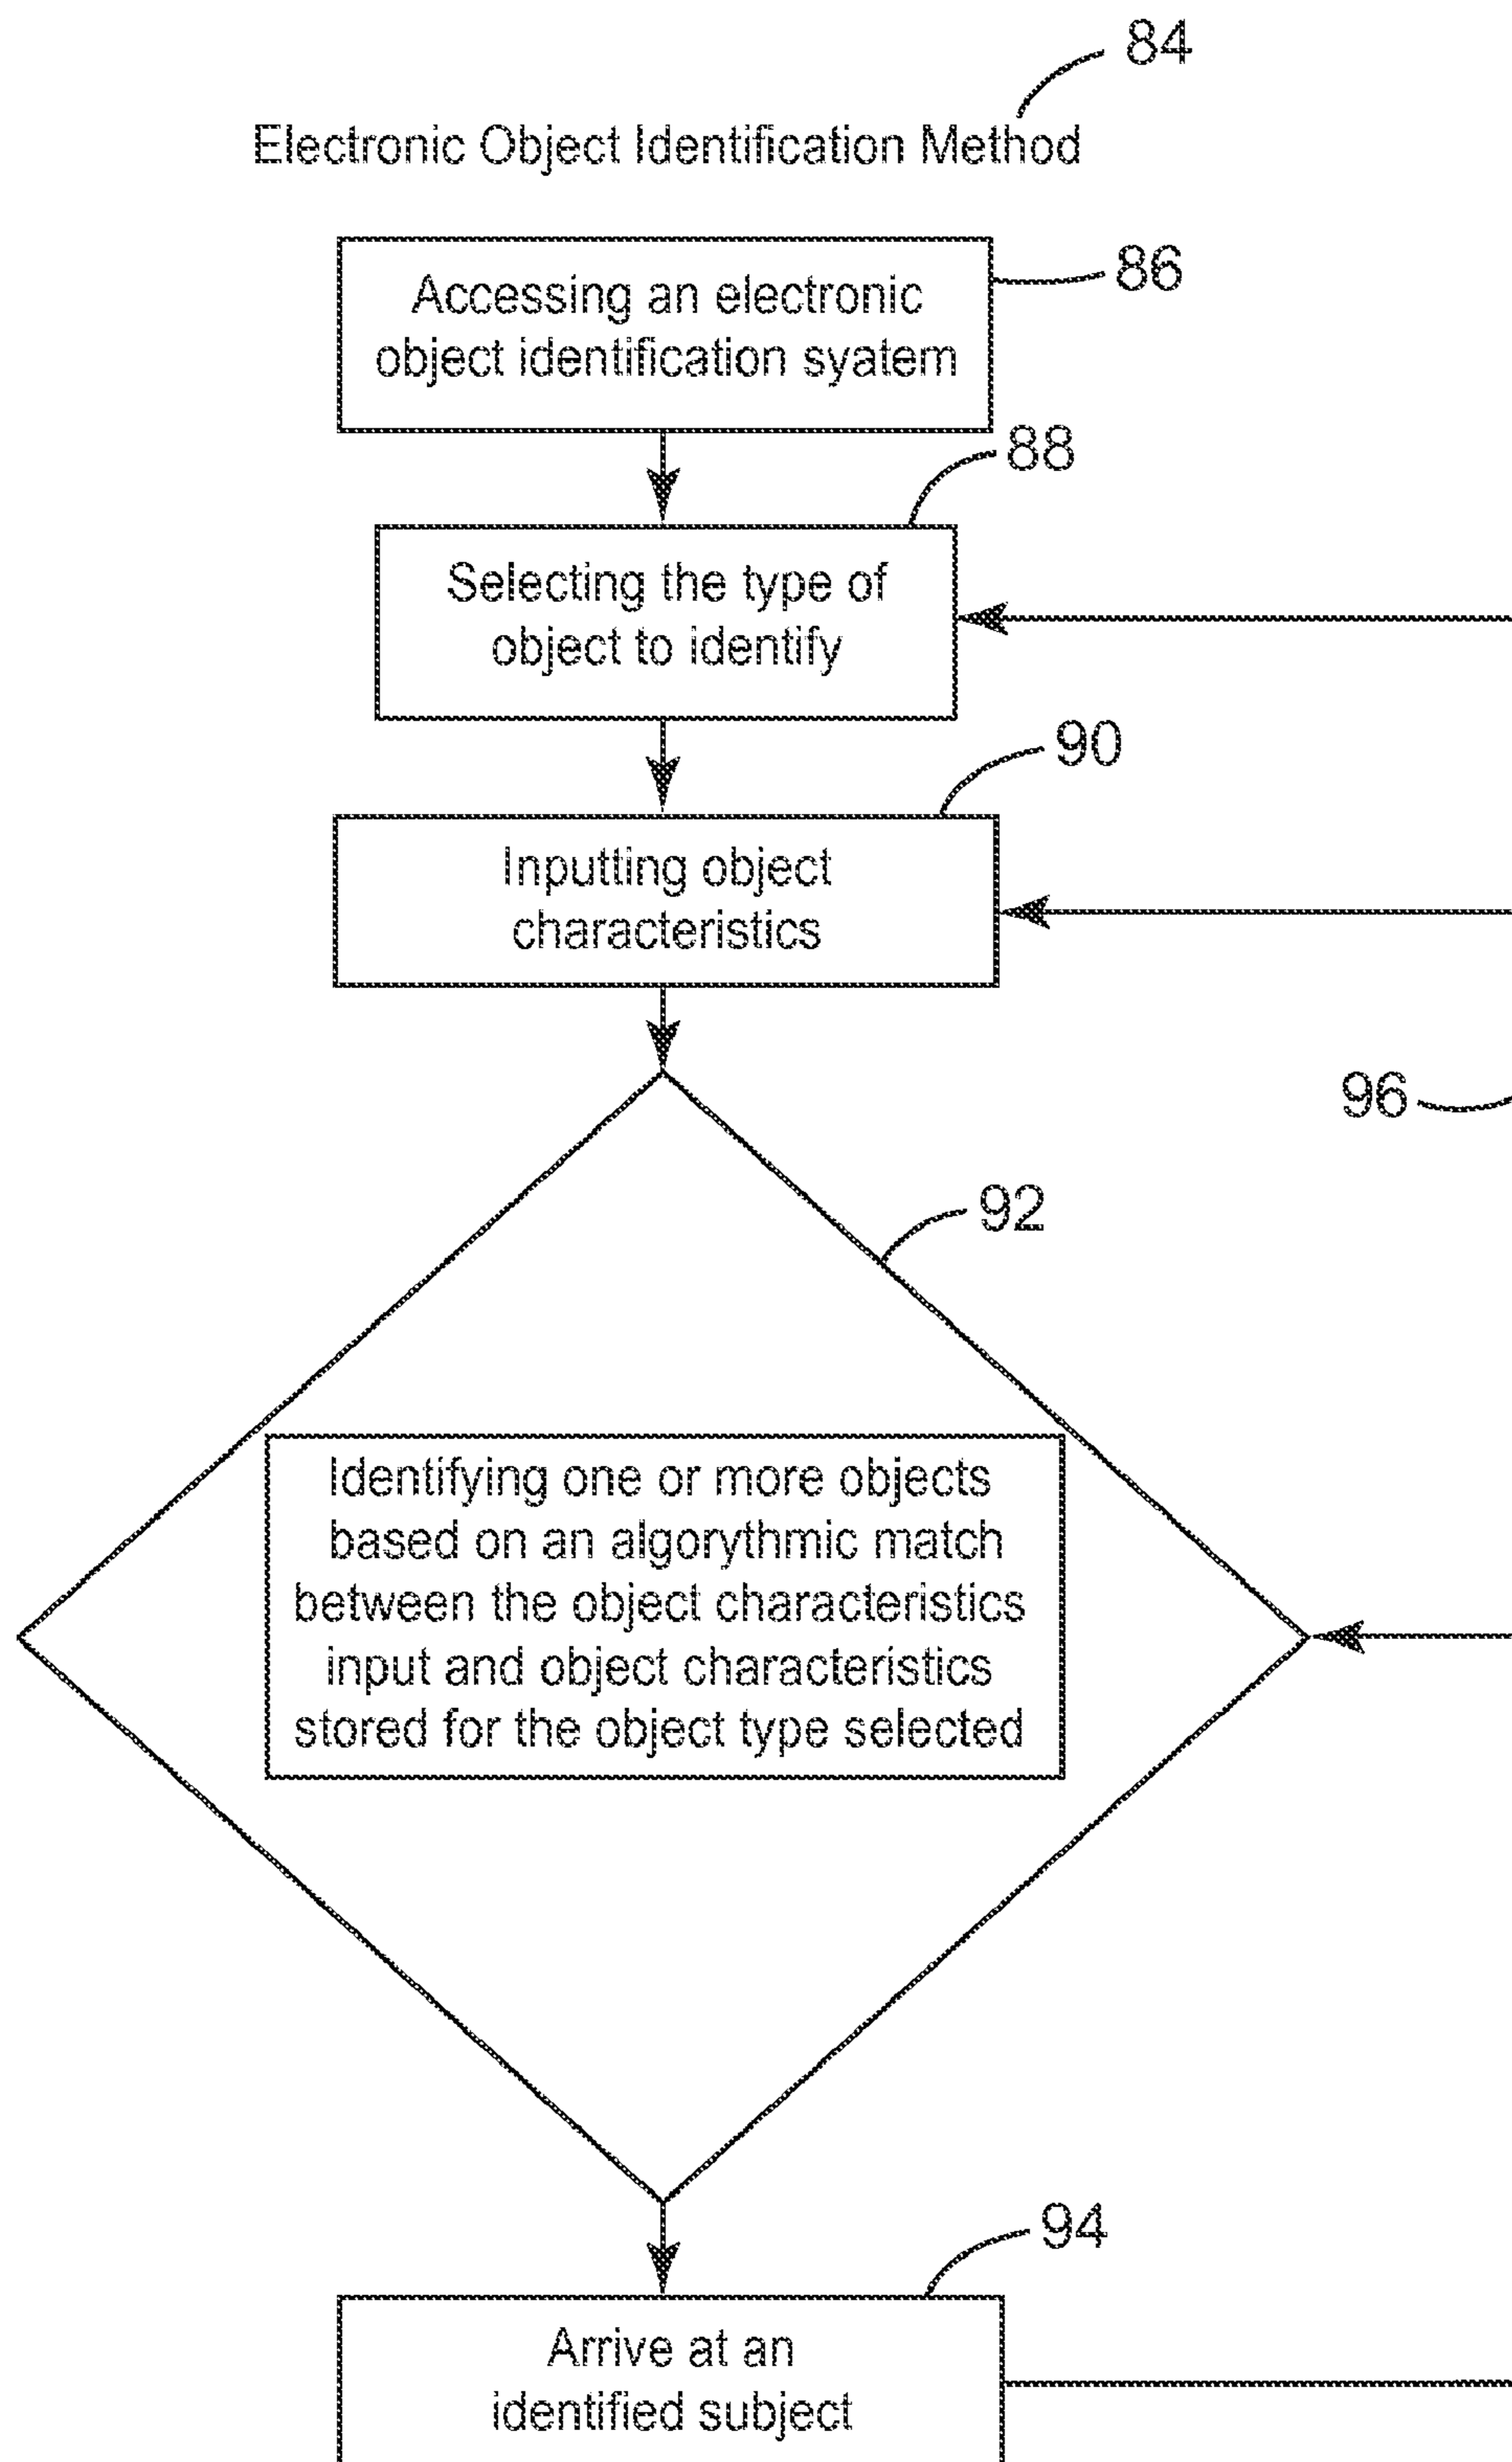 84
Electronic Object Identification Method
86
Accessing an electronic
object identification syatem
88
Selecting the type of
object to identify
90
Inputting object
characteristics
96
92
Identifying one or more objects
based on an algorythmic match
between the object characteristics
input and object characteristics
stored for the object type selected
94
Arrive at an
identified subject